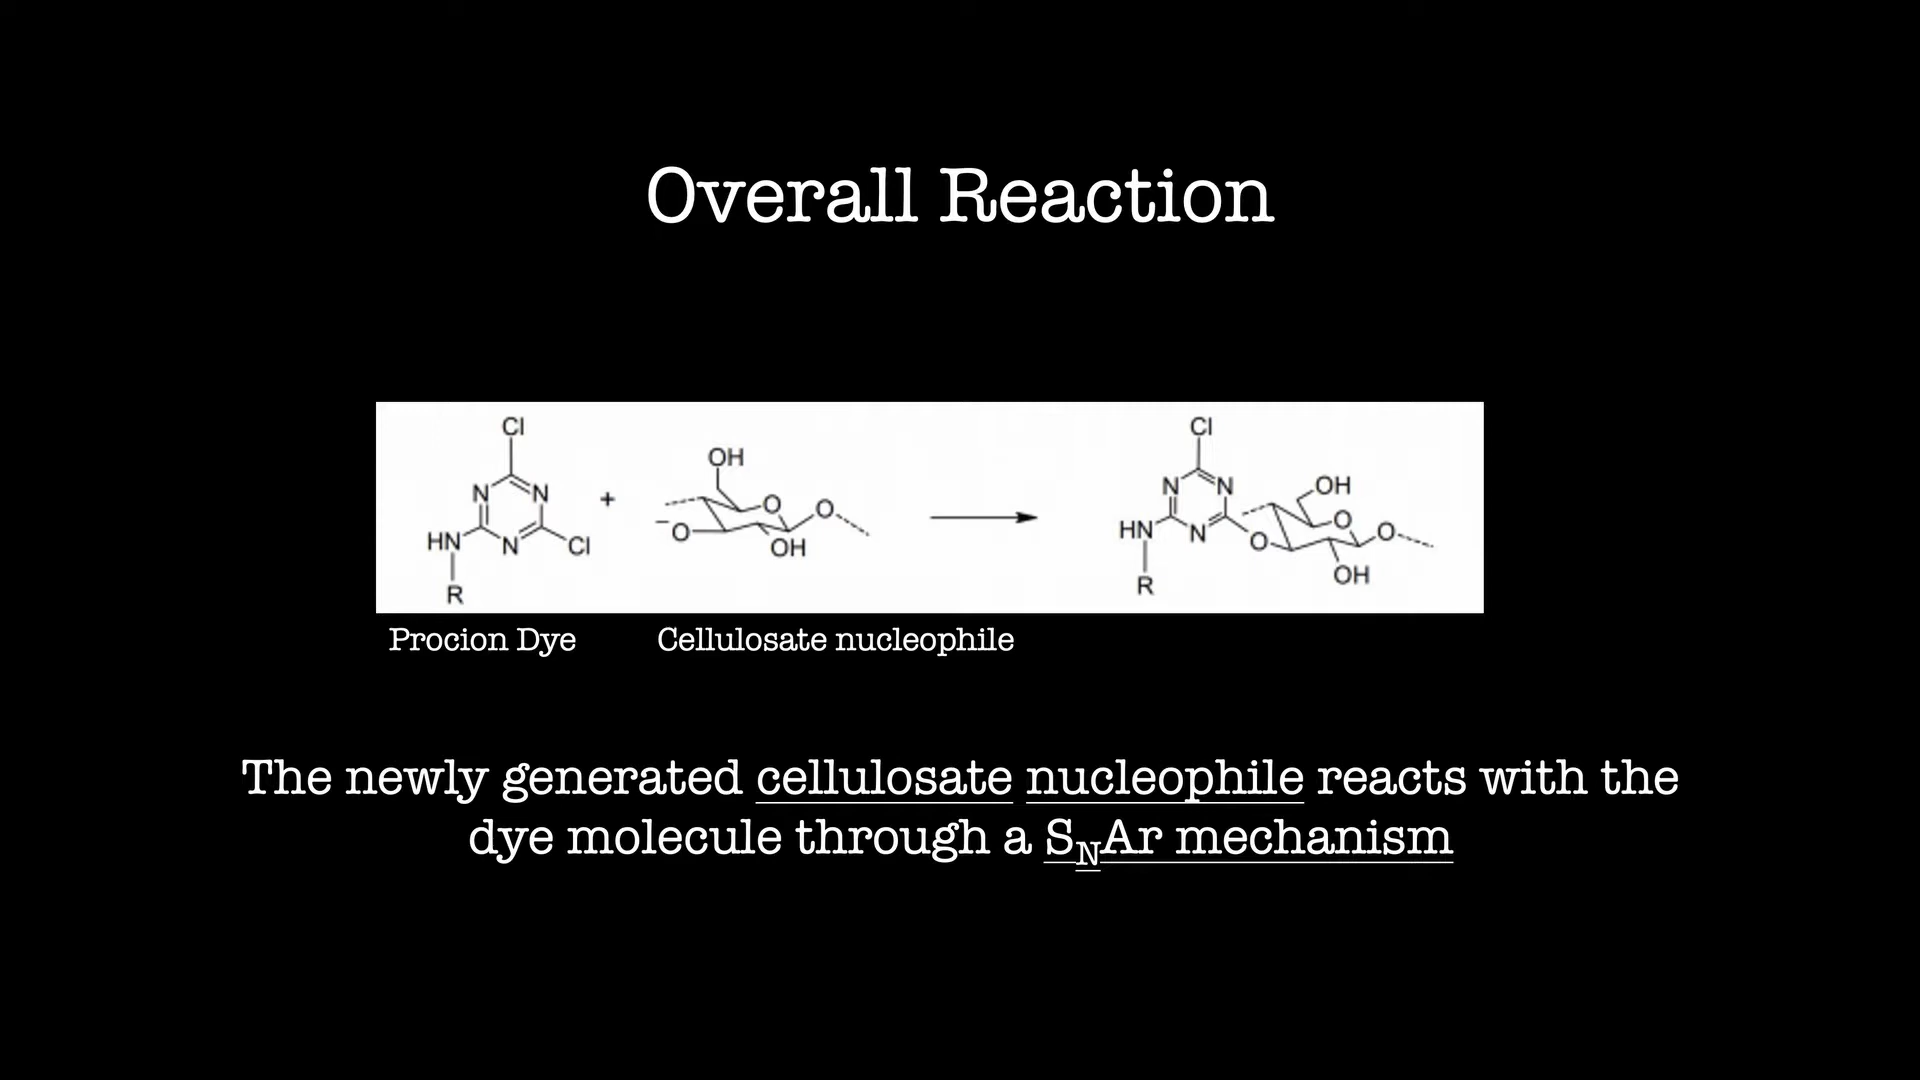 Overall Reaction
Cl
N N
HN N Cl
R
+
OH
O O
⁻O OH
Cl
N N
HN N
R
OH
O O
O OH
Procion Dye
Cellulosate nucleophile
The newly generated cellulosate nucleophile reacts with the
dye molecule through a SNAr mechanism